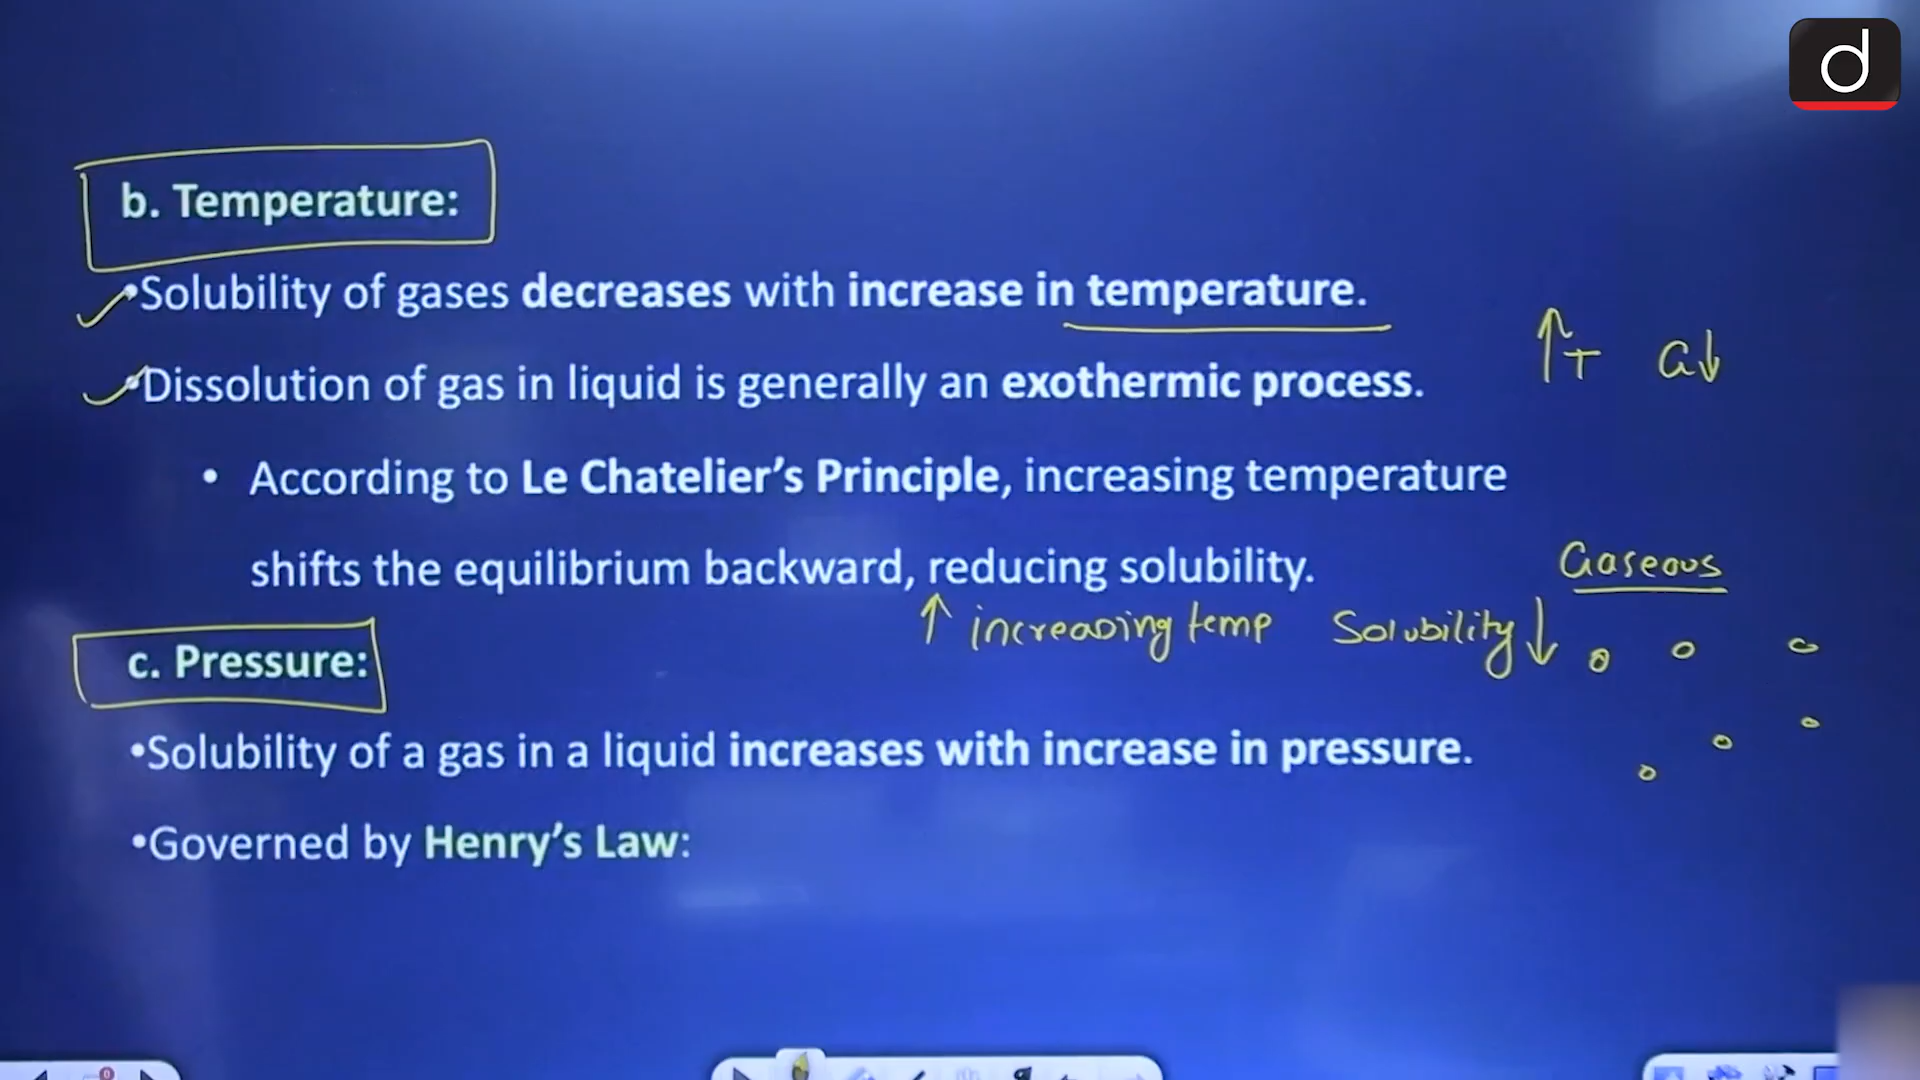 d
b. Temperature:
•Solubility of gases decreases with increase in temperature.
↑T G↓
•Dissolution of gas in liquid is generally an exothermic process.
• According to Le Chatelier’s Principle, increasing temperature
shifts the equilibrium backward, reducing solubility.
Gaseous
↑ increasing temp Solubility ↓
c. Pressure:
•Solubility of a gas in a liquid increases with increase in pressure.
•Governed by Henry’s Law: